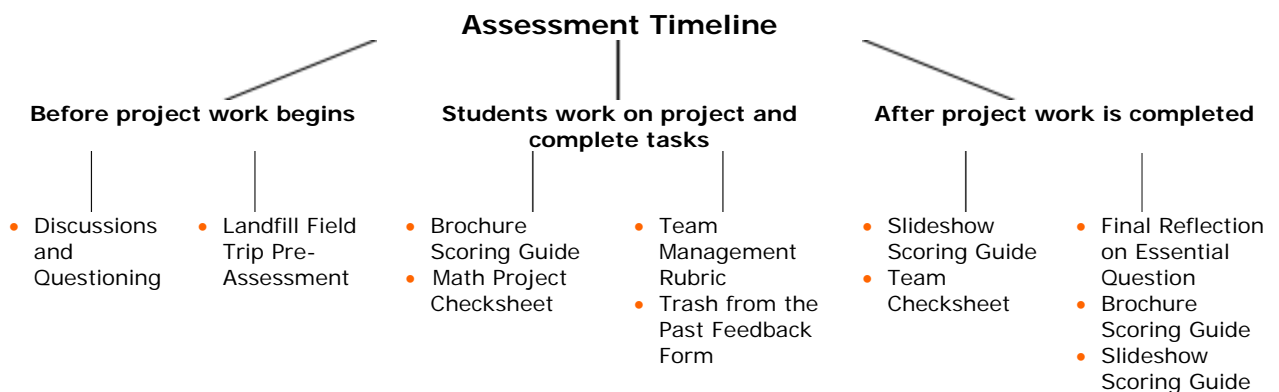 Assessment Timeline
Before project work begins
Students work on project and
complete tasks
After project work is completed
• Discussions
and
Questioning
• Landfill Field
Trip Pre-
Assessment
• Brochure
Scoring Guide
• Math Project
Checksheet
• Team
Management
Rubric
• Trash from the
Past Feedback
Form
• Slideshow
Scoring Guide
• Team
Checksheet
• Final Reflection
on Essential
Question
• Brochure
Scoring Guide
• Slideshow
Scoring Guide